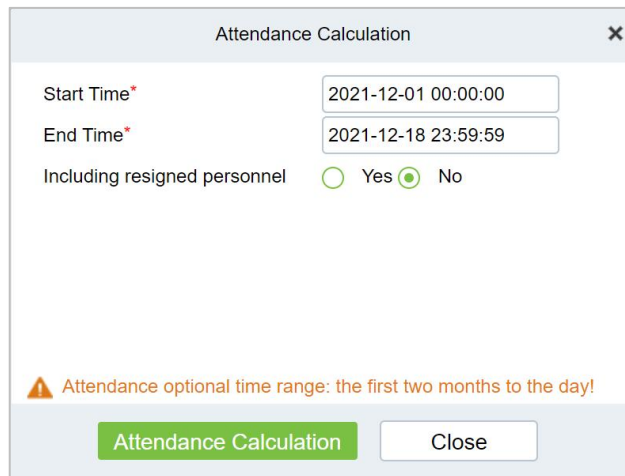 Attendance Calculation
Start Time* 2021-12-01 00:00:00
End Time* 2021-12-18 23:59:59
Including resigned personnel Yes No
Attendance optional time range: the first two months to the day!
Attendance Calculation Close